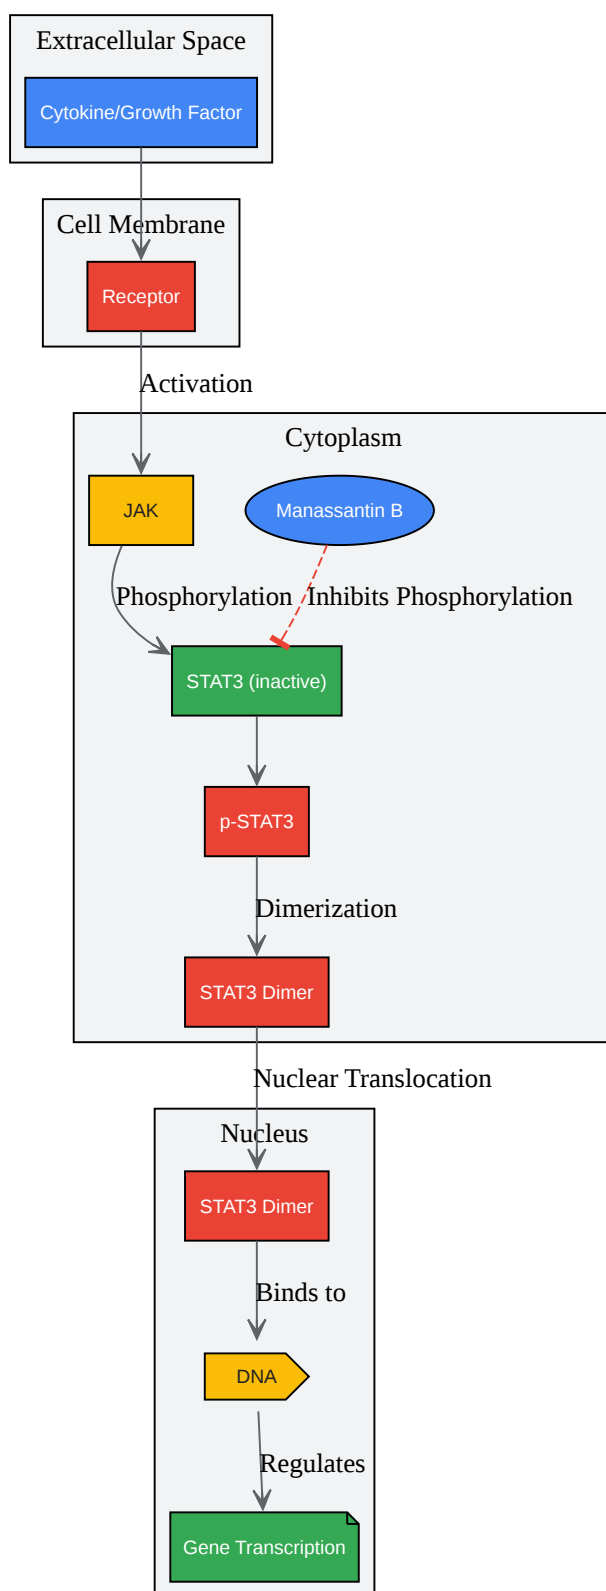 Extracellular Space
Cytokine/Growth Factor
Cell Membrane
Receptor
Activation
Cytoplasm
JAK
Manassantin B
Phosphorylation
Inhibits Phosphorylation
STAT3 (inactive)
p-STAT3
Dimerization
STAT3 Dimer
Nuclear Translocation
Nucleus
STAT3 Dimer
Binds to
DNA
Regulates
Gene Transcription